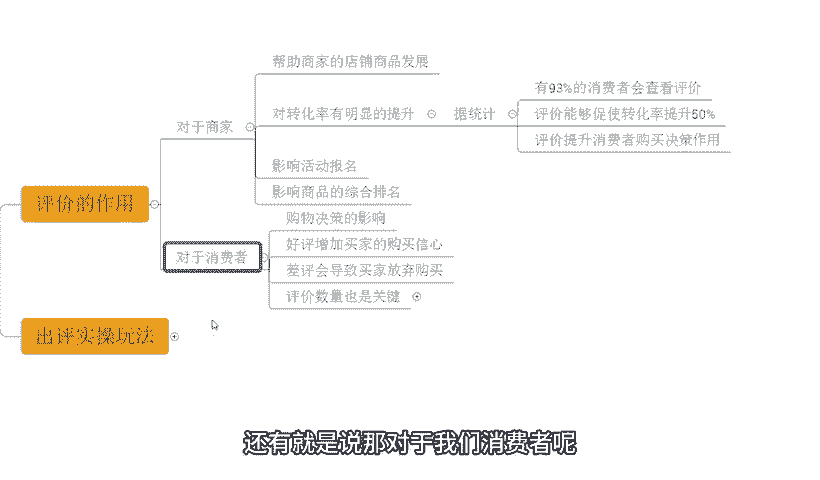 评价的作用
对于商家
帮助商家的店铺商品发展
对转化率有明显的提升
据统计
有93%的消费者会查看评价
评价能够促使转化率提升50%
评价提升消费者购买决策作用
影响活动报名
影响商品的综合排名
对于消费者
购物决策的影响
好评增加买家的购买信心
差评会导致买家放弃购买
评价数量也是关键
出评实操玩法
还有就是说那对于我们消费者呢